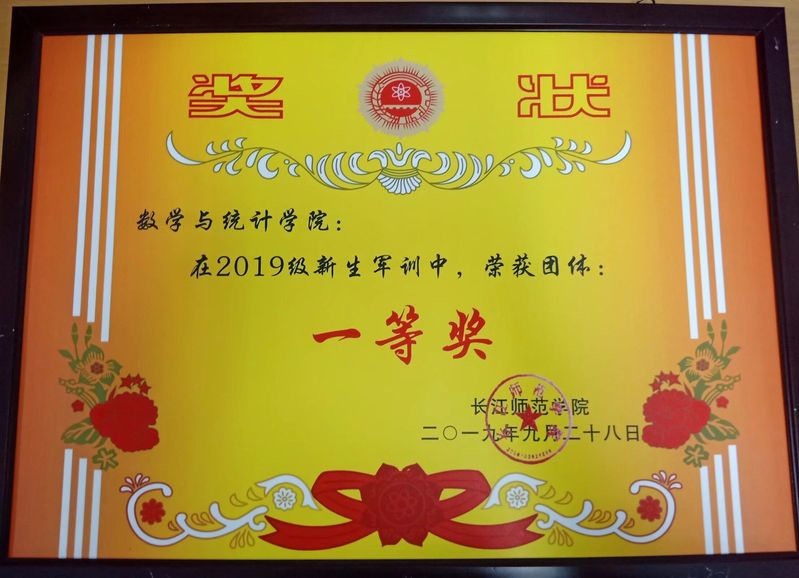 奖状
数学与统计学院：
在2019级新生军训中，荣获团体：
一等奖
长江师范学院
二〇一九年九月二十八日